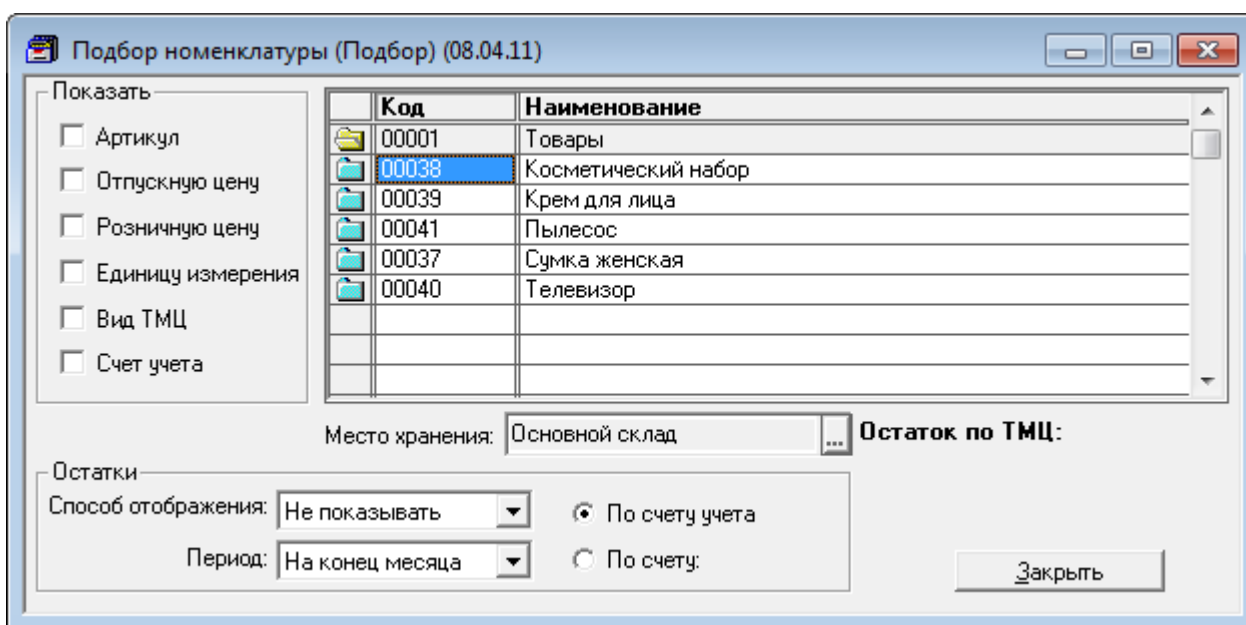 Подбор номенклатуры (Подбор) (08.04.11)
Показать
Артикул
Отпускную цену
Розничную цену
Единицу измерения
Вид ТМЦ
Счет учета
Код Наименование
00001 Товары
00038 Косметический набор
00039 Крем для лица
00041 Пылесос
00037 Сумка женская
00040 Телевизор
Место хранения: Основной склад ... Остаток по ТМЦ:
Остатки
Способ отображения: Не показывать По счету учета
Период: На конец месяца По счету:
Закрыть